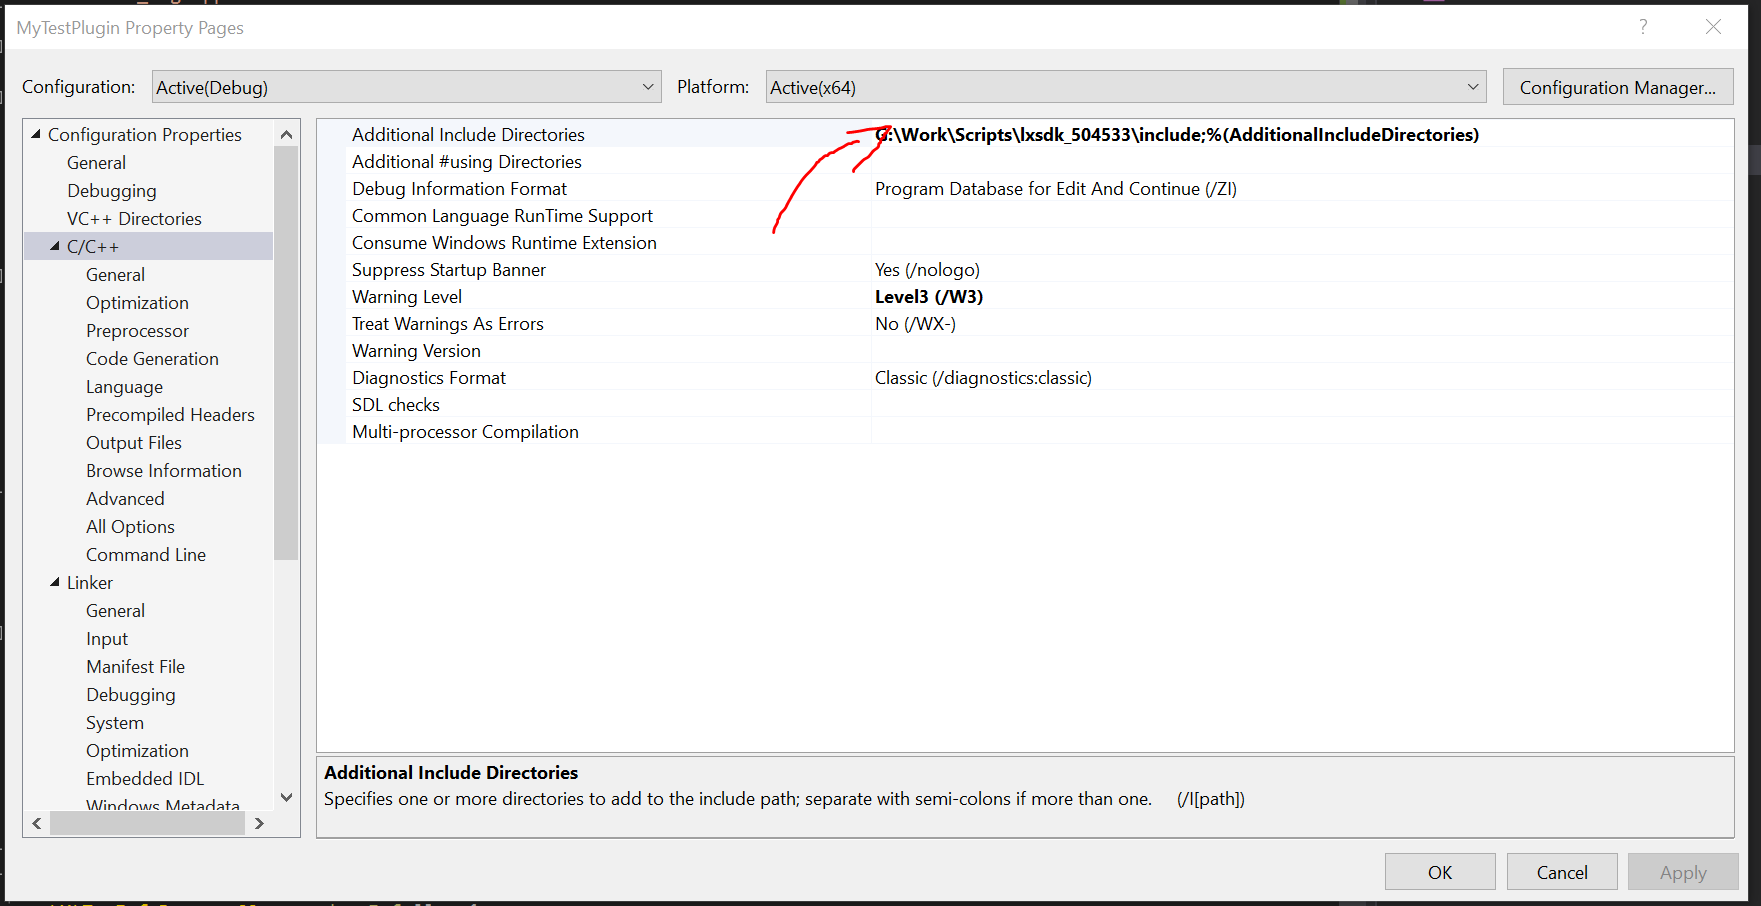 MyTestPlugin Property Pages
Configuration: Active(Debug) Platform: Active(x64) Configuration Manager...
Configuration Properties
General
Debugging
VC++ Directories
C/C++
General
Optimization
Preprocessor
Code Generation
Language
Precompiled Headers
Output Files
Browse Information
Advanced
All Options
Command Line
Linker
General
Input
Manifest File
Debugging
System
Optimization
Embedded IDL
Windows Metadata
Additional Include Directories G:\Work\Scripts\lxsdk_504533\include;%(AdditionalIncludeDirectories)
Additional #using Directories
Debug Information Format Program Database for Edit And Continue (/ZI)
Common Language RunTime Support
Consume Windows Runtime Extension
Suppress Startup Banner Yes (/nologo)
Warning Level Level3 (/W3)
Treat Warnings As Errors No (/WX-)
Warning Version
Diagnostics Format Classic (/diagnostics:classic)
SDL checks
Multi-processor Compilation
Additional Include Directories
Specifies one or more directories to add to the include path; separate with semi-colons if more than one. (/I[path])
OK Cancel Apply